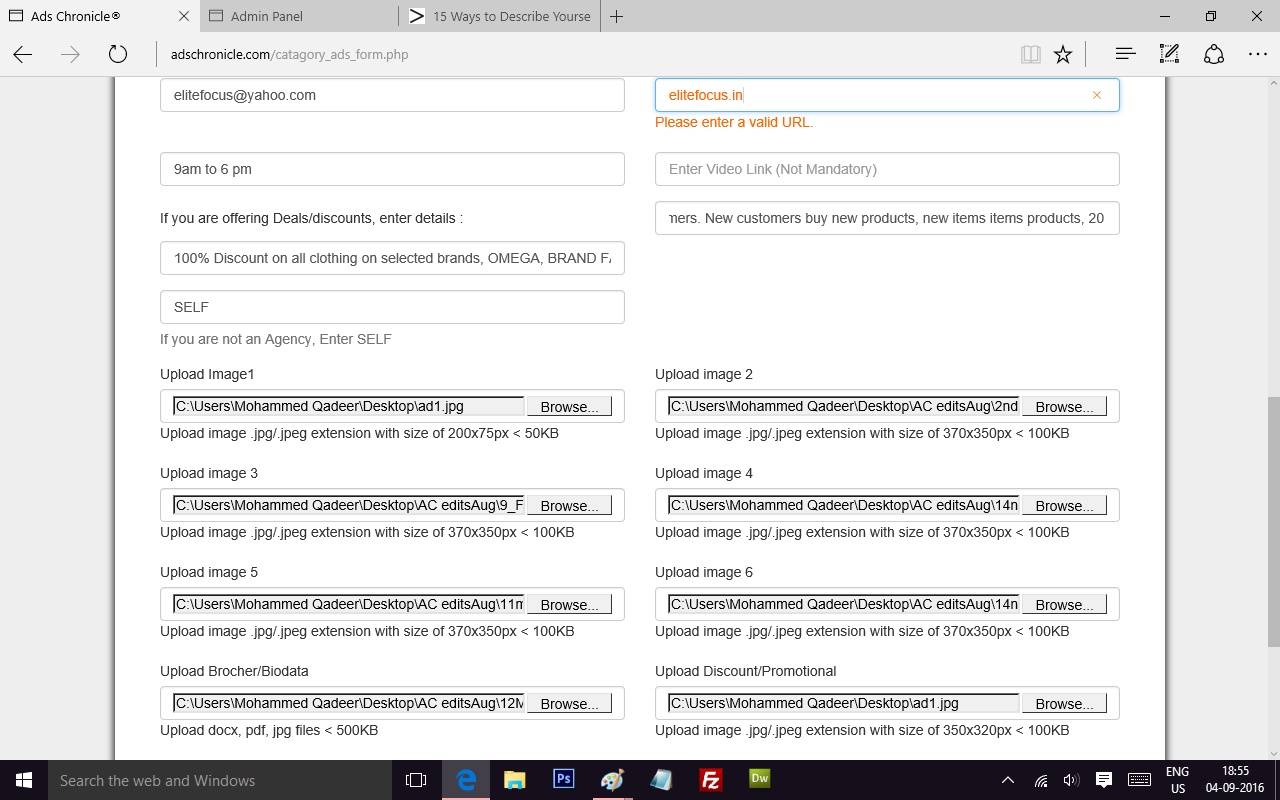 Ads Chronicle®
Admin Panel
15 Ways to Describe Yourse
adschronicle.com/catagory_ads_form.php
elitefocus@yahoo.com
elitefocus.in
Please enter a valid URL.
9am to 6 pm
Enter Video Link (Not Mandatory)
If you are offering Deals/discounts, enter details :
mers. New customers buy new products, new items items products, 20
100% Discount on all clothing on selected brands, OMEGA, BRAND FA
SELF
If you are not an Agency, Enter SELF
Upload Image1
Upload image 2
C:\Users\Mohammed Qadeer\Desktop\ad1.jpg
Browse...
C:\Users\Mohammed Qadeer\Desktop\AC editsAug\2nd
Browse...
Upload image .jpg/.jpeg extension with size of 200x75px < 50KB
Upload image .jpg/.jpeg extension with size of 370x350px < 100KB
Upload image 3
Upload image 4
C:\Users\Mohammed Qadeer\Desktop\AC editsAug\9_F
Browse...
C:\Users\Mohammed Qadeer\Desktop\AC editsAug\14n
Browse...
Upload image .jpg/.jpeg extension with size of 370x350px < 100KB
Upload image .jpg/.jpeg extension with size of 370x350px < 100KB
Upload image 5
Upload image 6
C:\Users\Mohammed Qadeer\Desktop\AC editsAug\11m
Browse...
C:\Users\Mohammed Qadeer\Desktop\AC editsAug\14n
Browse...
Upload image .jpg/.jpeg extension with size of 370x350px < 100KB
Upload image .jpg/.jpeg extension with size of 370x350px < 100KB
Upload Brocher/Biodata
Upload Discount/Promotional
C:\Users\Mohammed Qadeer\Desktop\AC editsAug\12M
Browse...
C:\Users\Mohammed Qadeer\Desktop\ad1.jpg
Browse...
Upload docx, pdf, jpg files < 500KB
Upload image .jpg/.jpeg extension with size of 350x320px < 100KB
Search the web and Windows
Ps
Fz
Dw
ENG
US
18:55
04-09-2016